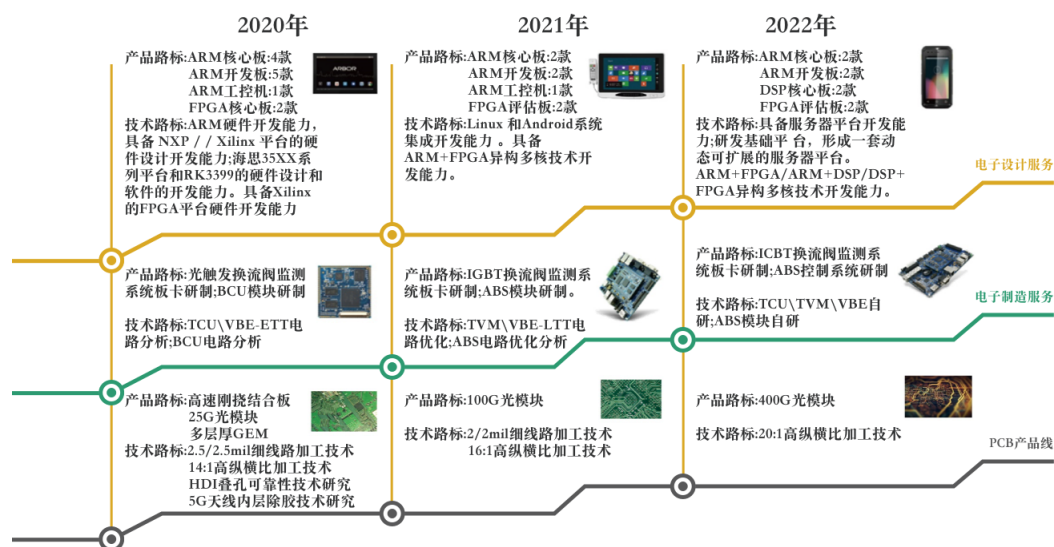 2020年
2021年
2022年
产品路标:ARM核心板:4款
ARM开发板:5款
ARM工控机:1款
FPGA核心板:2款
技术路标:ARM硬件开发能力,
具备 NXP / / Xilinx 平台的硬
件设计开发能力;海思35XX系
列平台和RK3399的硬件设计和
软件的开发能力。具备Xilinx
的FPGA平台硬件开发能力
ARBOR
产品路标:ARM核心板:2款
ARM开发板:2款
ARM工控机:1款
FPGA评估板:2款
技术路标:Linux 和Android系统
集成开发能力 。具备
ARM+FPGA异构多核技术开
发能力。
产品路标:ARM核心板:2款
ARM开发板:2款
DSP核心板:2款
FPGA评估板:2款
技术路标:具备服务器平台开发能
力;研发基础平 台，形成一套动
态可扩展的服务器平台。
ARM+FPGA/ARM+DSP/DSP+
FPGA异构多核技术开发能力。
电子设计服务
产品路标:光触发换流阀监测
系统板卡研制;BCU模块研制
技术路标:TCU\VBE-ETT电
路分析;BCU电路分析
产品路标:IGBT换流阀监测系
统板卡研制;ABS模块研制。
技术路标:TVM\VBE-LTT电
路优化;ABS电路优化分析
产品路标:ICBT换流阀监测系
统板卡研制;ABS控制系统研制
技术路标:TCU\TVM\VBE自
研;ABS模块自研
电子制造服务
产品路标:高速刚挠结合板
25G光模块
多层厚GEM
技术路标:2.5/2.5mil细线路加工技术
14:1高纵横比加工技术
HDI叠孔可靠性技术研究
5G天线内层除胶技术研究
产品路标:100G光模块
技术路标:2/2mil细线路加工技术
16:1高纵横比加工技术
产品路标:400G光模块
技术路标:20:1高纵横比加工技术
PCB产品线